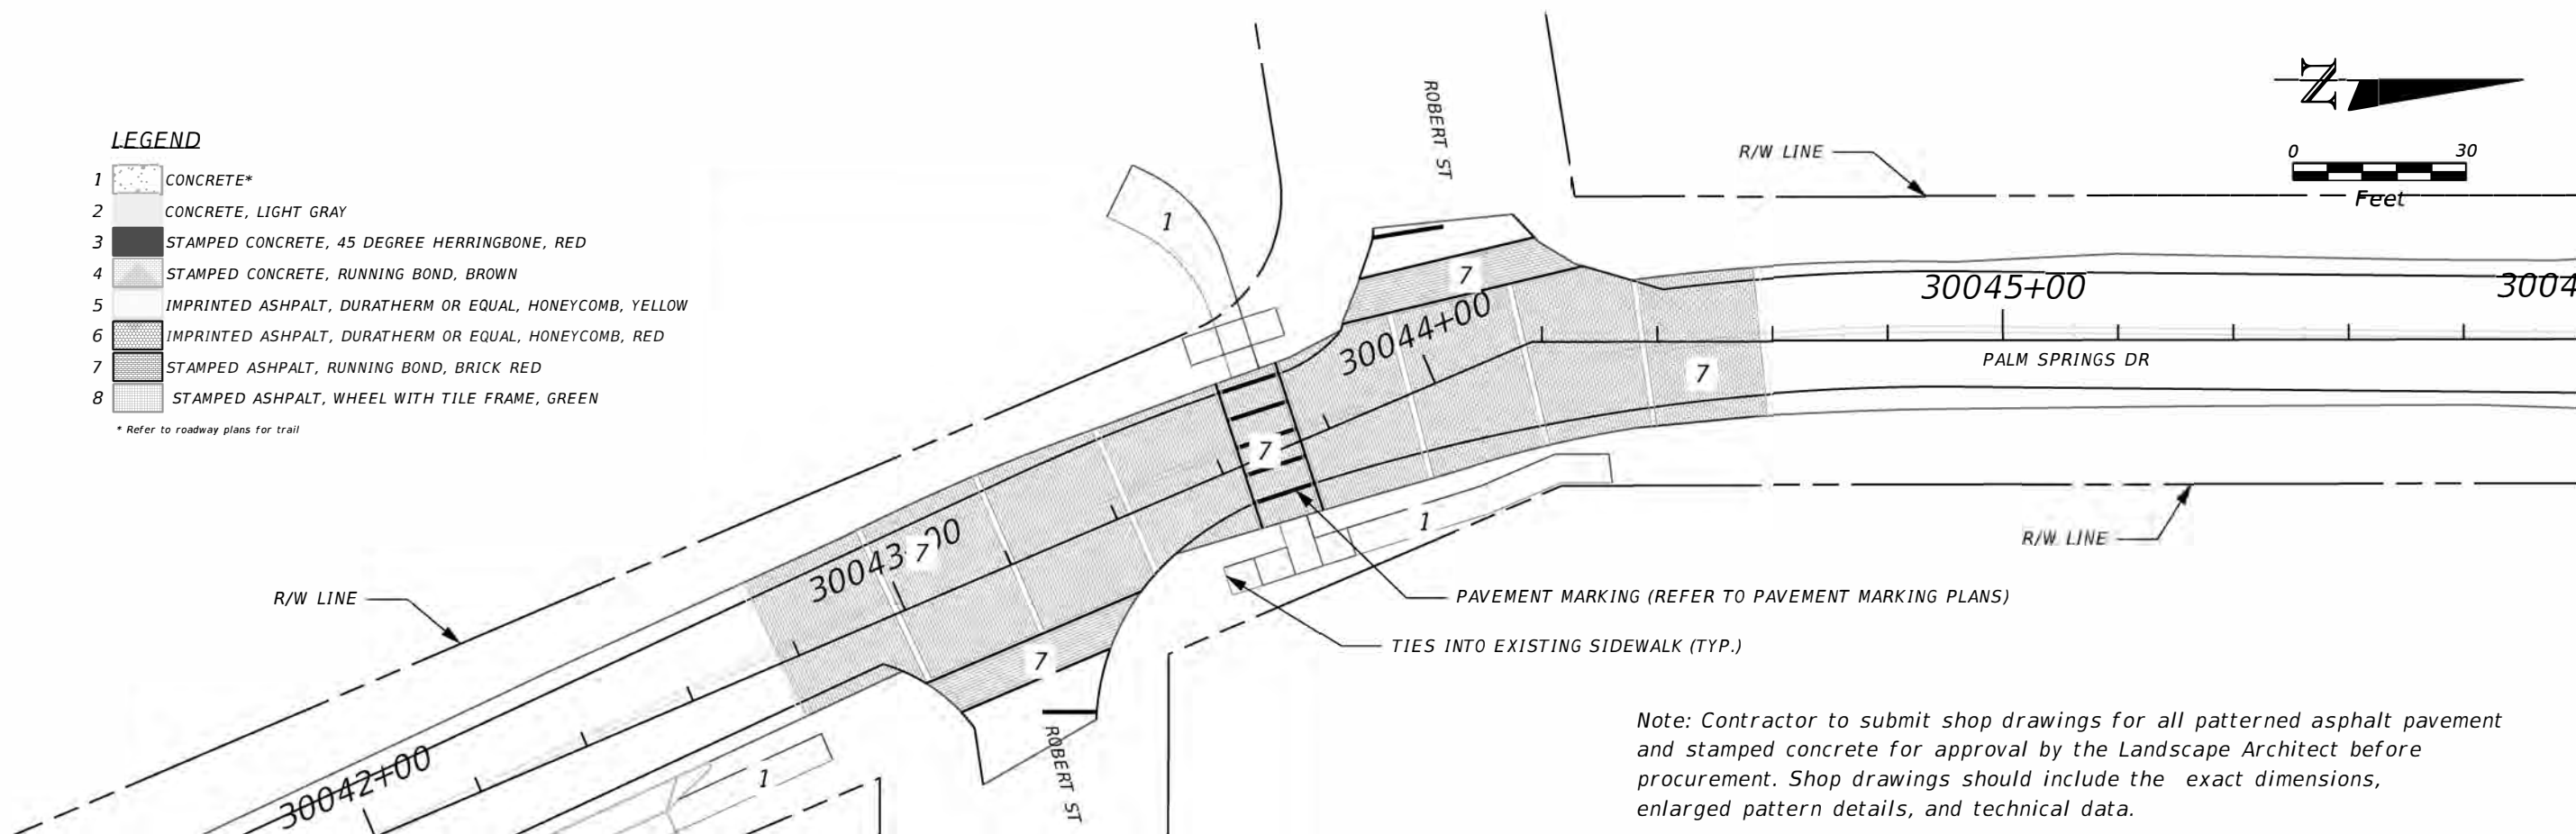 LEGEND
1 CONCRETE*
2 CONCRETE, LIGHT GRAY
3 STAMPED CONCRETE, 45 DEGREE HERRINGBONE, RED
4 STAMPED CONCRETE, RUNNING BOND, BROWN
5 IMPRINTED ASHPALT, DURATHERM OR EQUAL, HONEYCOMB, YELLOW
6 IMPRINTED ASHPALT, DURATHERM OR EQUAL, HONEYCOMB, RED
7 STAMPED ASHPALT, RUNNING BOND, BRICK RED
8 STAMPED ASHPALT, WHEEL WITH TILE FRAME, GREEN
* Refer to roadway plans for trail
ROBERT ST
N
0 30
Feet
R/W LINE
1
7
30045+00
3004
30044+00
PALM SPRINGS DR
7
7
1
R/W LINE
30043 00
7
R/W LINE
PAVEMENT MARKING (REFER TO PAVEMENT MARKING PLANS)
TIES INTO EXISTING SIDEWALK (TYP.)
7
ROBERT ST
1
30042+00
Note: Contractor to submit shop drawings for all patterned asphalt pavement
and stamped concrete for approval by the Landscape Architect before
procurement. Shop drawings should include the exact dimensions,
enlarged pattern details, and technical data.